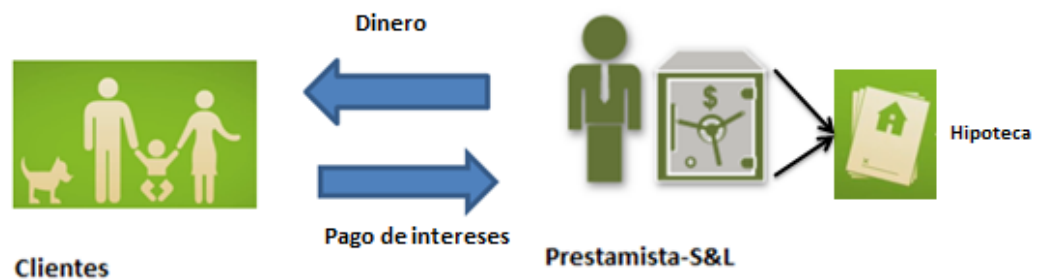 Dinero
$
Hipoteca
Pago de intereses
Clientes
Prestamista-S&L